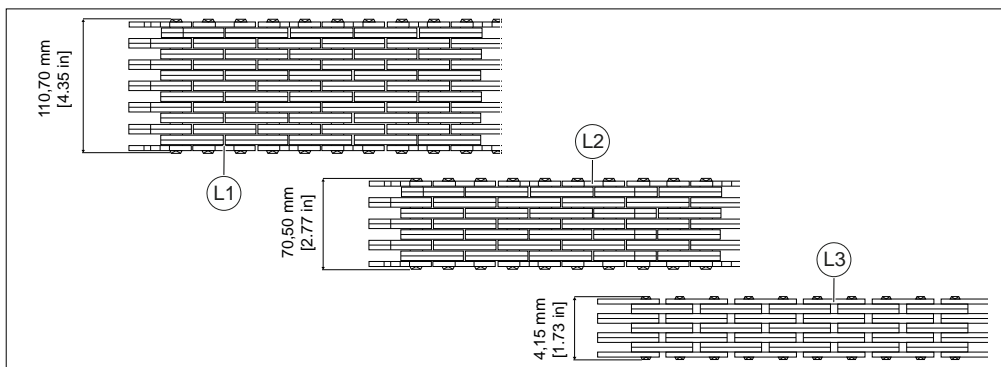 110,70 mm
[4.35 in]
L1
70,50 mm
[2.77 in]
L2
4,15 mm
[1.73 in]
L3